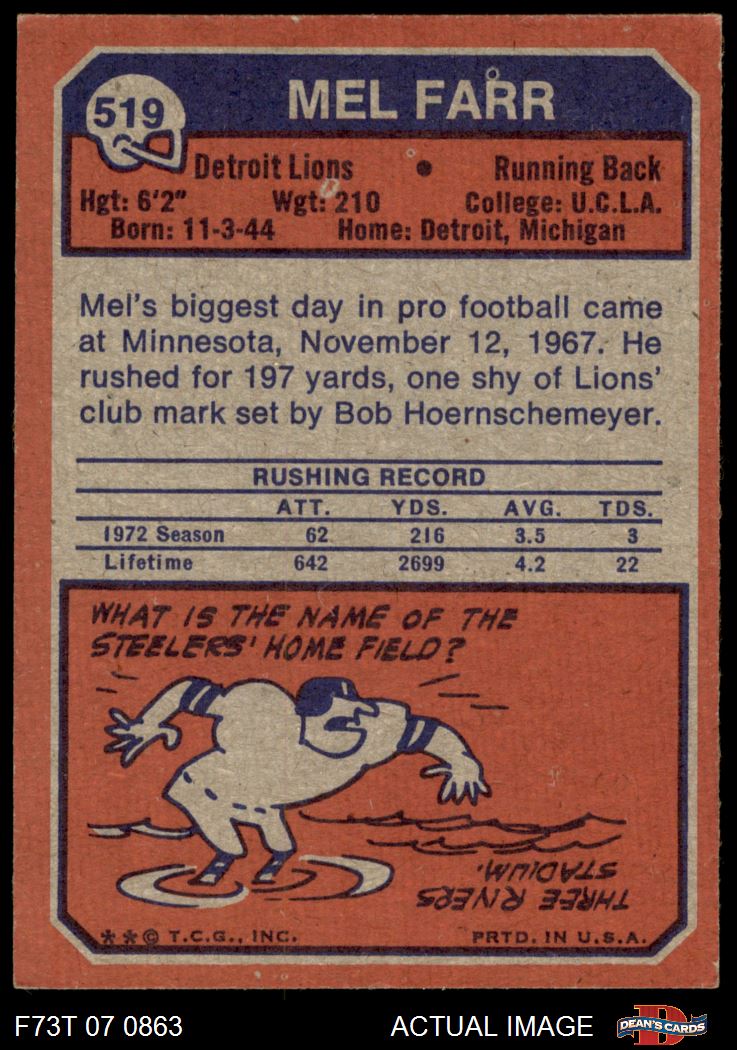 519
MEL FARR
Detroit Lions • Running Back
Hgt: 6'2" Wgt: 210 College: U.C.L.A.
Born: 11-3-44 Home: Detroit, Michigan
Mel's biggest day in pro football came
at Minnesota, November 12, 1967. He
rushed for 197 yards, one shy of Lions'
club mark set by Bob Hoernschemeyer.
RUSHING RECORD
ATT. YDS. AVG. TDS.
1972 Season 62 216 3.5 3
Lifetime 642 2699 4.2 22
WHAT IS THE NAME OF THE
STEELERS' HOME FIELD?
THREE RIVERS
STADIUM.
**© T.C.G., INC. PRTD. IN U.S.A.
F73T 07 0863 ACTUAL IMAGE
D
DEAN'S CARDS